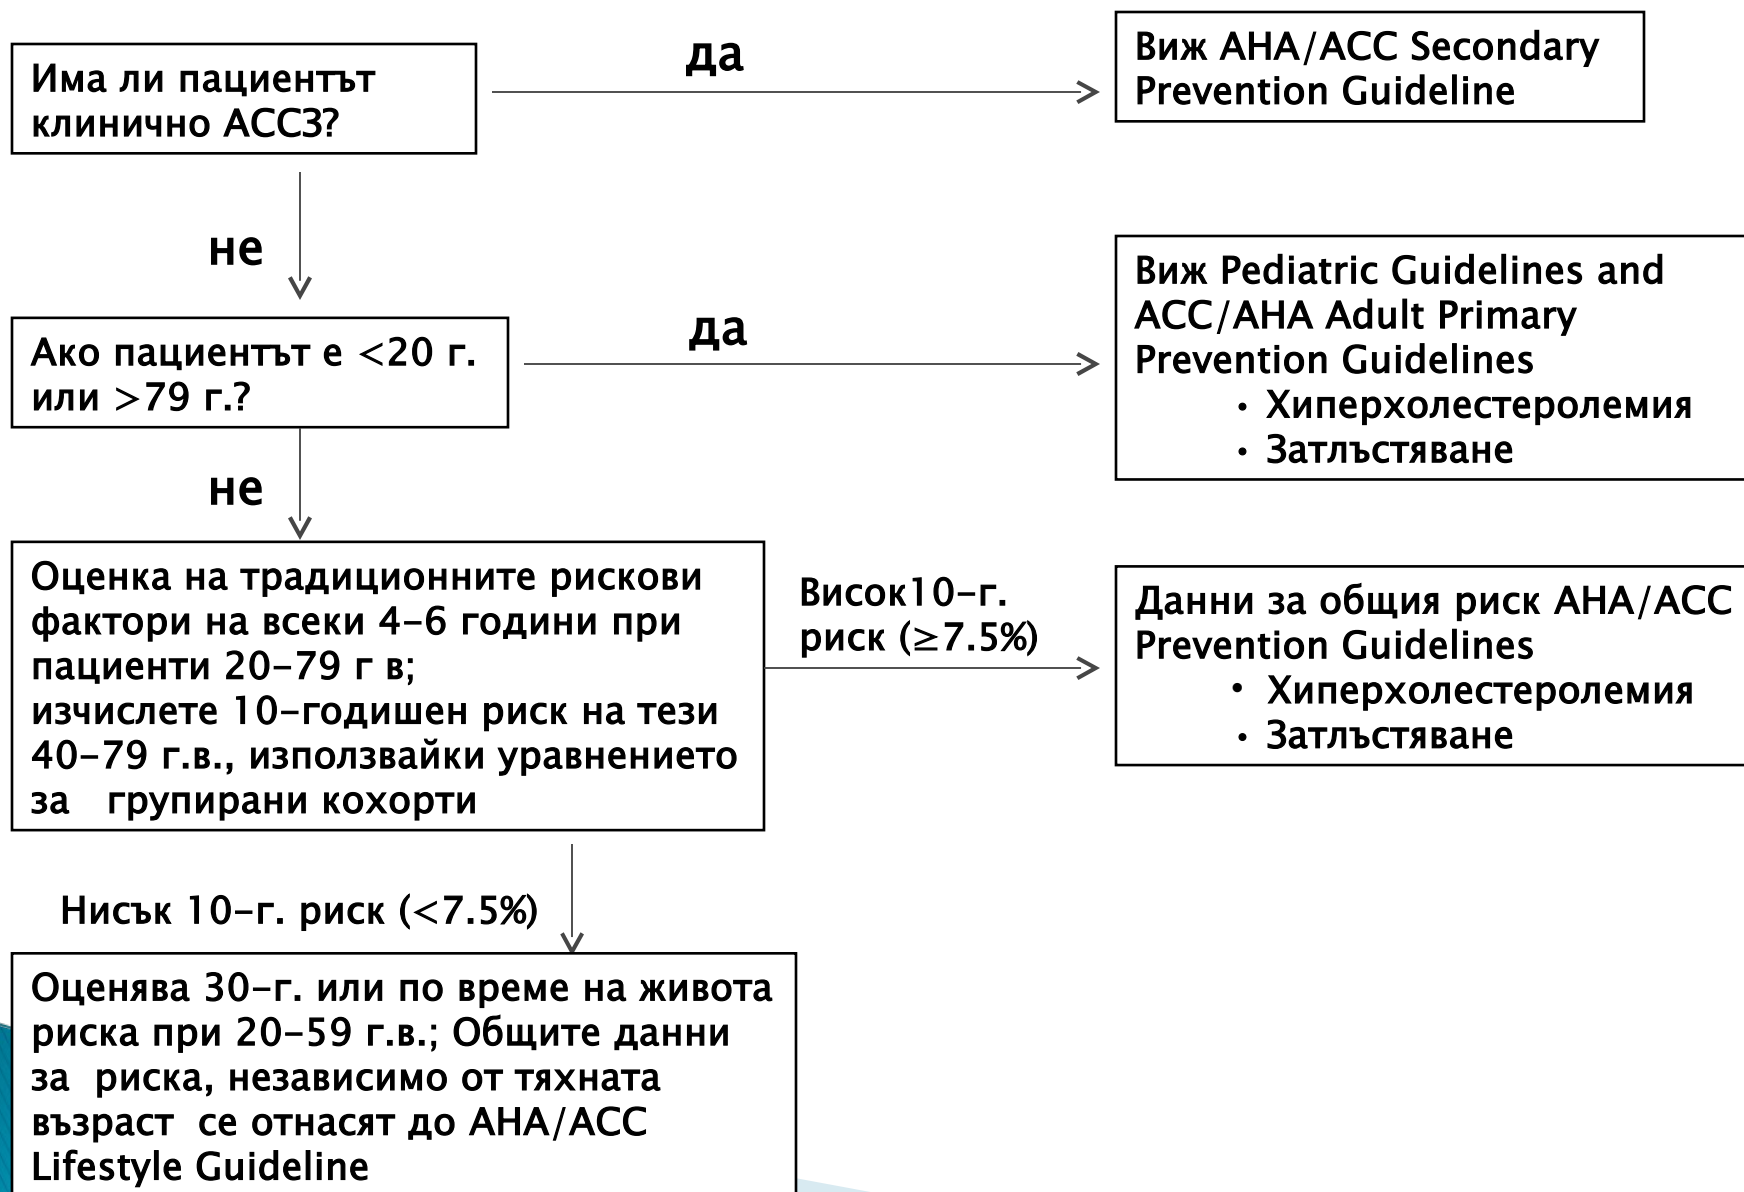 Има ли пациентът
клинично АССЗ?
да
Виж AHA/ACC Secondary
Prevention Guideline
не
Ако пациентът е <20 г.
или >79 г.?
да
Виж Pediatric Guidelines and
ACC/AHA Adult Primary
Prevention Guidelines
• Хиперхолестеролемия
• Затлъстяване
не
Оценка на традиционните рискови
фактори на всеки 4-6 години при
пациенти 20-79 г в;
изчислете 10-годишен риск на тези
40-79 г.в., използвайки уравнението
за групирани кохорти
Висок10-г.
риск (≥7.5%)
Данни за общия риск AHA/ACC
Prevention Guidelines
• Хиперхолестеролемия
• Затлъстяване
Нисък 10-г. риск (<7.5%)
Оценява 30-г. или по време на живота
риска при 20-59 г.в.; Общите данни
за риска, независимо от тяхната
възраст се отнасят до AHA/ACC
Lifestyle Guideline